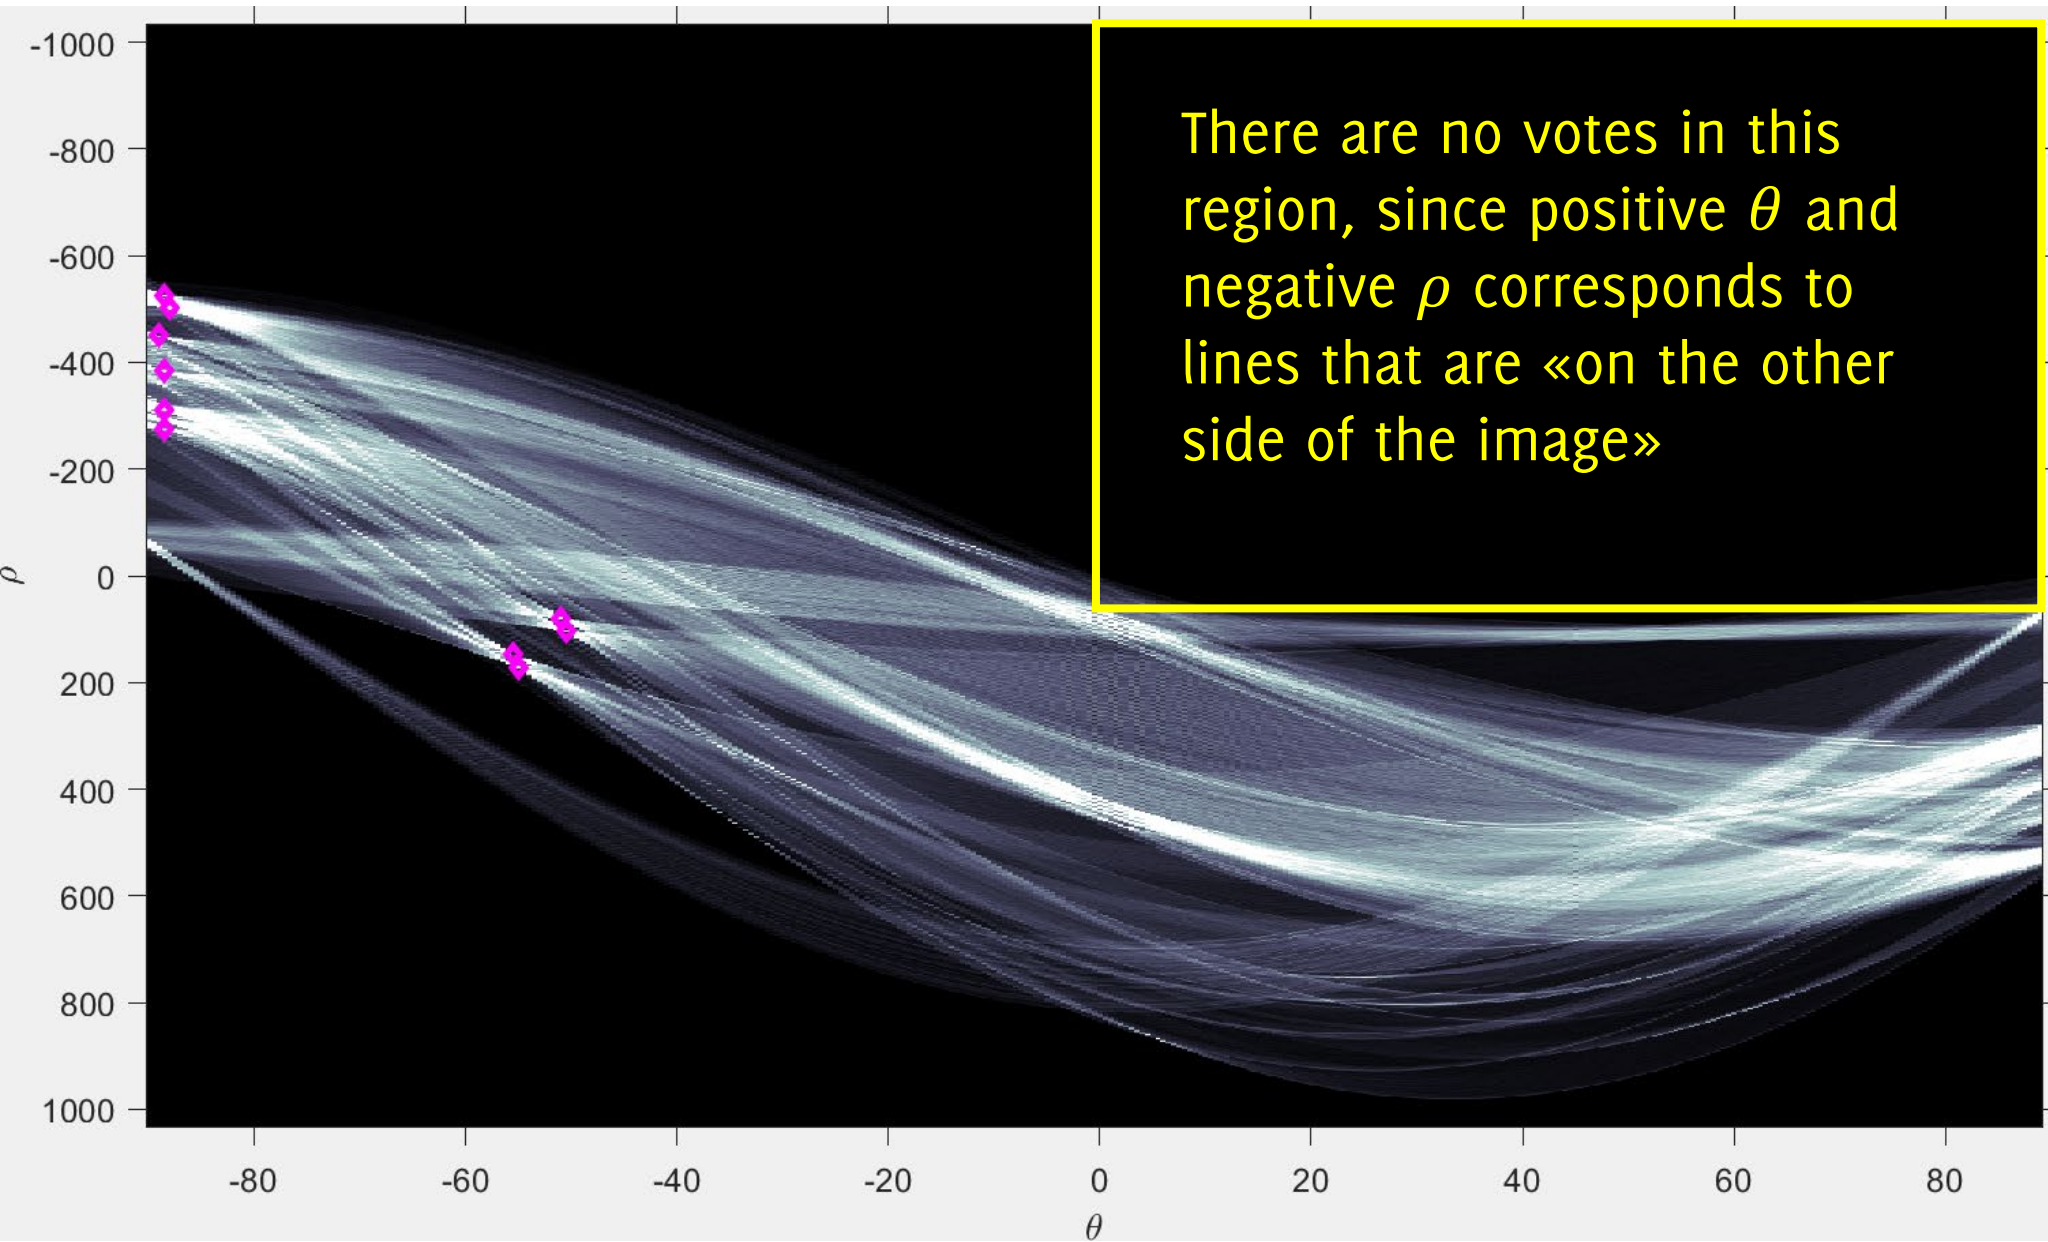 -1000
-800
-600
-400
-200
0
200
400
600
800
1000
ρ
There are no votes in this
region, since positive θ and
negative ρ corresponds to
lines that are «on the other
side of the image»
-80 -60 -40 -20 0 20 40 60 80
θ